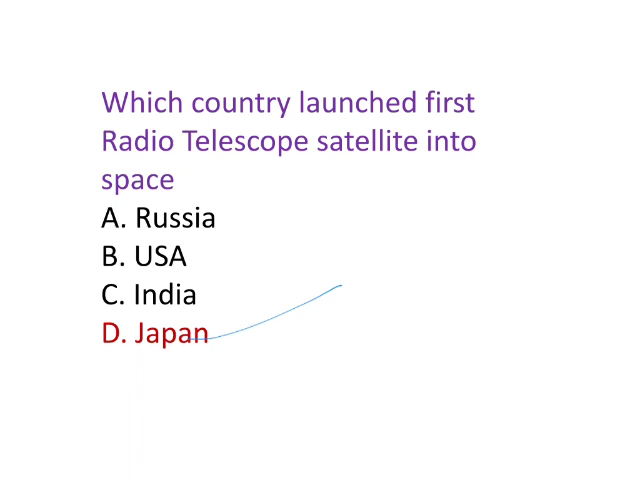 Which country launched first
Radio Telescope satellite into
space
A. Russia
B. USA
C. India
D. Japan